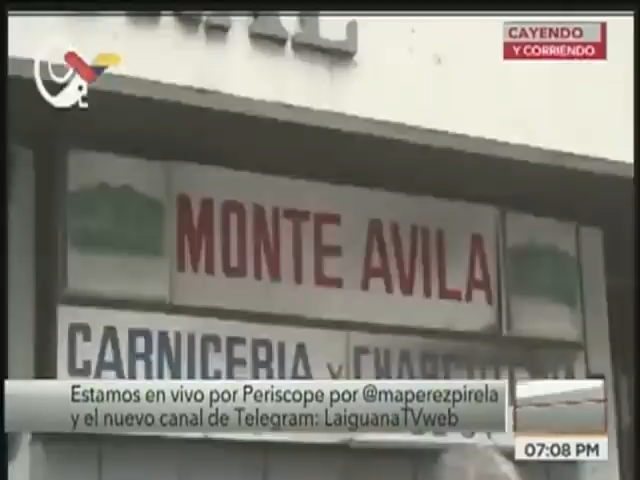 CAYENDO
Y CORRIENDO
MONTE AVILA
CARNICERIA Y
Estamos en vivo por Periscope por @maperezpirela
y el nuevo canal de Telegram: LaiguanaTVweb
07:08 PM